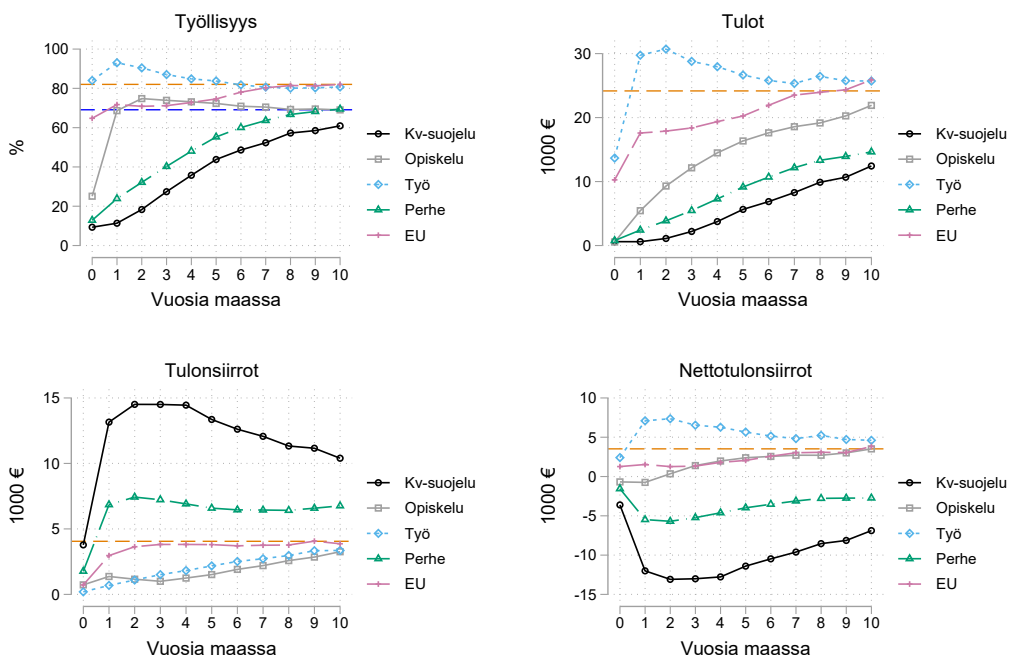 Työllisyys
100
80
60
40
20
0
%
0 1 2 3 4 5 6 7 8 9 10
Vuosia maassa
Kv-suojelu
Opiskelu
Työ
Perhe
EU
Tulot
30
20
10
0
1000 €
0 1 2 3 4 5 6 7 8 9 10
Vuosia maassa
Kv-suojelu
Opiskelu
Työ
Perhe
EU
Tulonsiirrot
15
10
5
0
1000 €
0 1 2 3 4 5 6 7 8 9 10
Vuosia maassa
Kv-suojelu
Opiskelu
Työ
Perhe
EU
Nettotulonsiirrot
10
5
0
-5
-10
-15
1000 €
0 1 2 3 4 5 6 7 8 9 10
Vuosia maassa
Kv-suojelu
Opiskelu
Työ
Perhe
EU